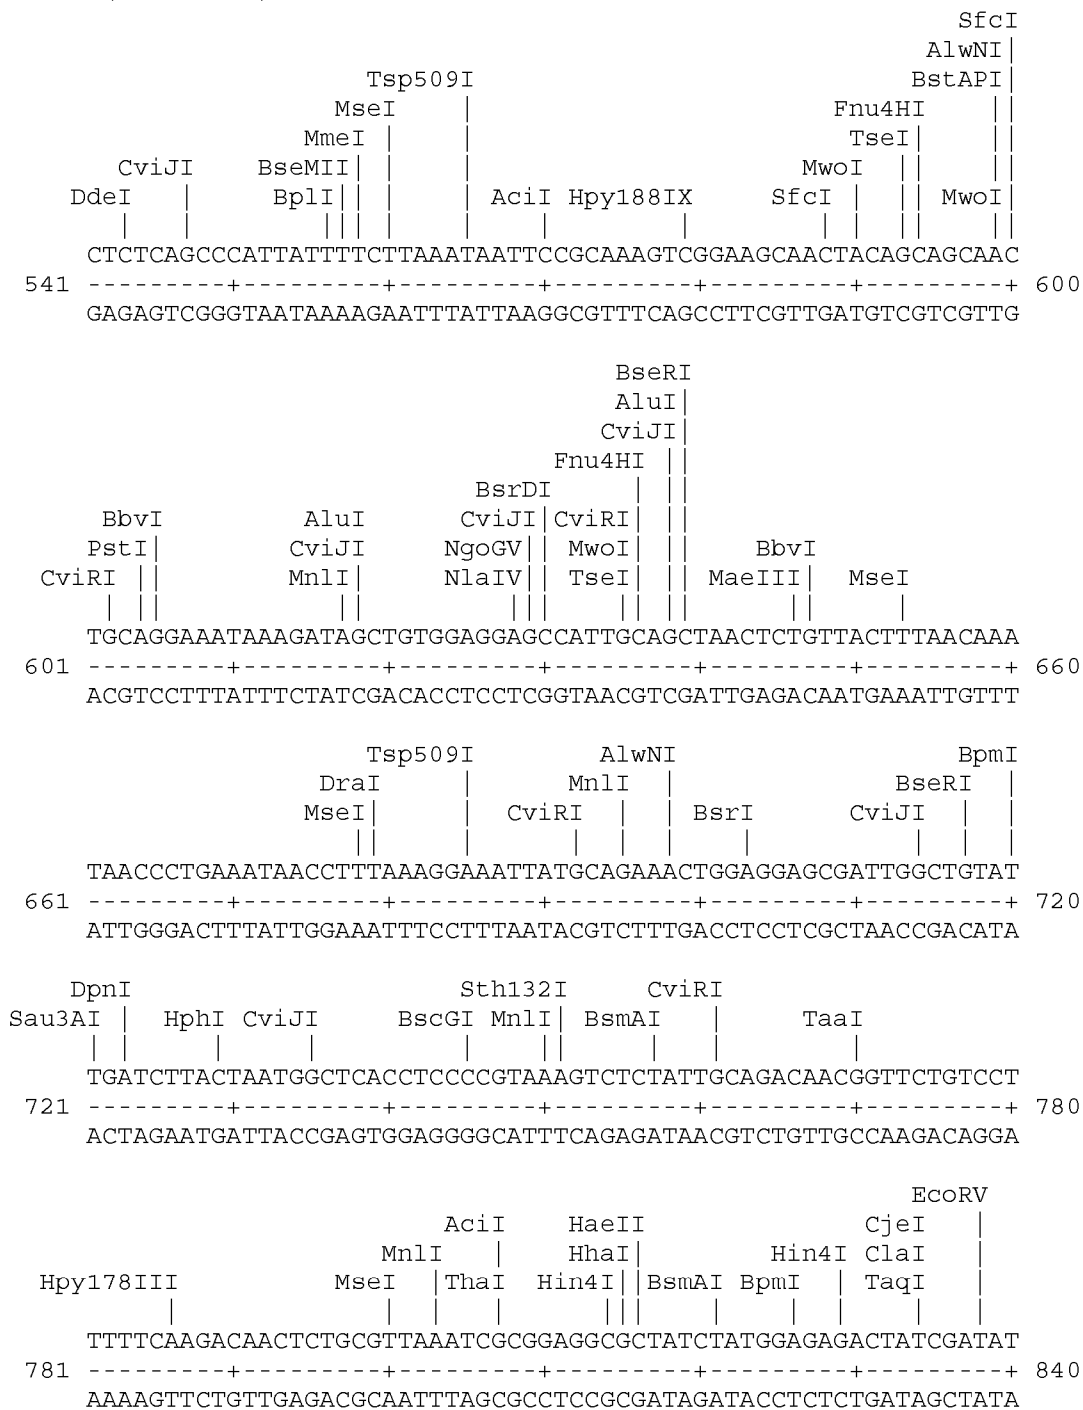 SfcI
AlwNI|
Tsp509I BstAPI|
MseI | Fnu4HI ||
MmeI | | TseI| ||
CviJI BseMII| | | MwoI || ||
DdeI | BplI|| | | AciI Hpy188IX SfcI | || MwoI||
| | ||| | | | | | | || ||
CTCTCAGCCCATTATTTTCTTAAATAATTCCGCAAAGTCGGAAGCAACTACAGCAGCAAC
541 ---------+---------+---------+---------+---------+---------+ 600
GAGAGTCGGGTAATAAAAGAATTTATTAAGGCGTTTCAGCCTTCGTTGATGTCGTCGTTG
BseRI
AluI|
CviJI|
Fnu4HI ||
BsrDI | ||
BbvI AluI CviJI| CviRI| ||
PstI| CviJI NgoGV|| MwoI| || BbvI
CviRI || MnlI| NlaIV|| TseI| || MaeIII| MseI
| || || ||| || || || |
TGCAGGAAATAAAGATAGCTGTGGAGGAGCCATTGCAGCTAACTCTGTTACTTTAACAAA
601 ---------+---------+---------+---------+---------+---------+ 660
ACGTCCTTTATTTCTATCGACACCTCCTCGGTAACGTCGATTGAGACAATGAAATTGTTT
Tsp509I AlwNI BpmI
DraI | MnlI | BseRI |
MseI| | CviRI | | BsrI CviJI | |
|| | | | | | | | |
TAACCCTGAAATAACCTTTAAAGGAAATTATGCAGAAACTGGAGGAGCGATTGGCTGTAT
661 ---------+---------+---------+---------+---------+---------+ 720
ATTGGGACTTTATTGGAAATTTCCTTTAATACGTCTTTGACCTCCTCGCTAACCGACATA
DpnI Sth132I CviRI
Sau3AI | HphI CviJI BscGI MnlI| BsmAI | TaaI
| | | | | || | | |
TGATCTTACTAATGGCTCACCTCCCCGTAAAGTCTCTATTGCAGACAACGGTTCTGTCCT
721 ---------+---------+---------+---------+---------+---------+ 780
ACTAGAATGATTACCGAGTGGAGGGGCATTTCAGAGATAACGTCTGTTGCCAAGACAGGA
EcoRV
AciI HaeII CjeI |
MnlI | HhaI| Hin4I ClaI |
Hpy178III MseI | ThaI Hin4I|| BsmAI BpmI | TaqI |
| | | | ||| | | | | |
TTTTCAAGACAACTCTGCGTTAAATCGCGGAGGCGCTATCTATGGAGAGACTATCGATAT
781 ---------+---------+---------+---------+---------+---------+ 840
AAAAGTTCTGTTGAGACGCAATTTAGCGCCTCCGCGATAGATACCTCTCTGATAGCTATA